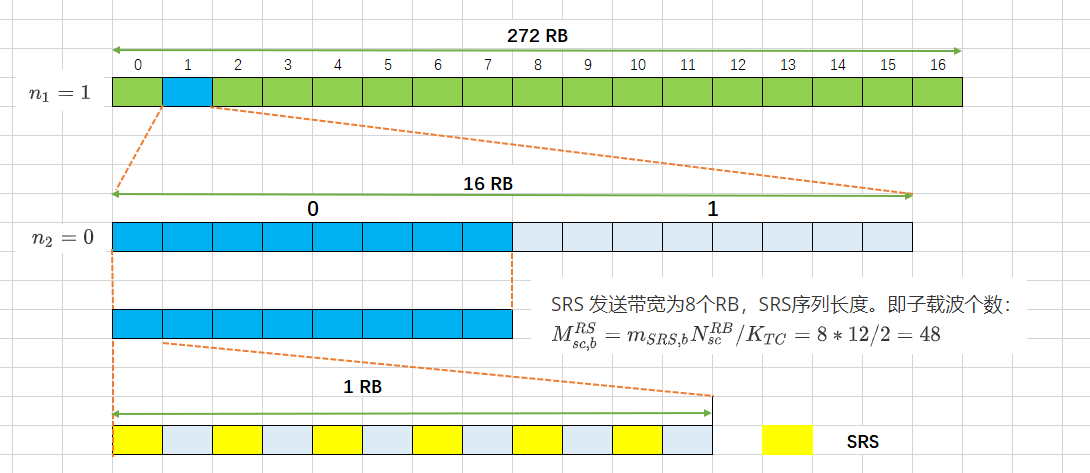 272 RB
0 1 2 3 4 5 6 7 8 9 10 11 12 13 14 15 16
n₁ = 1
16 RB
0 1
n₂ = 0
SRS 发送带宽为8个RB，SRS序列长度。即子载波个数：
M_{sc,b}^{RS} = m_{SRS,b}N_{sc}^{RB}/K_{TC} = 8 * 12/2 = 48
1 RB
SRS